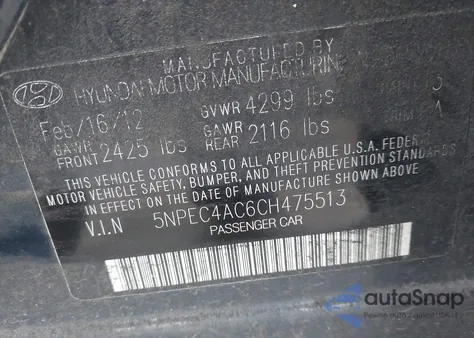 MANUFACTURED BY
HYUNDAI MOTOR MANUFACTURIN
Feb/16/12 GVWR 4299 lbs
GAWR FRONT 2425 lbs GAWR REAR 2116 lbs
THIS VEHICLE CONFORMS TO ALL APPLICABLE U.S.A. FEDER
MOTOR VEHICLE SAFETY, BUMPER, AND THEFT PREVENTION STANDARDS
IN EFFECT ON THE DATE OF MANUFACTURE SHOWN ABOVE
V.I.N 5NPEC4AC6CH475513
PASSENGER CAR
autoSnap